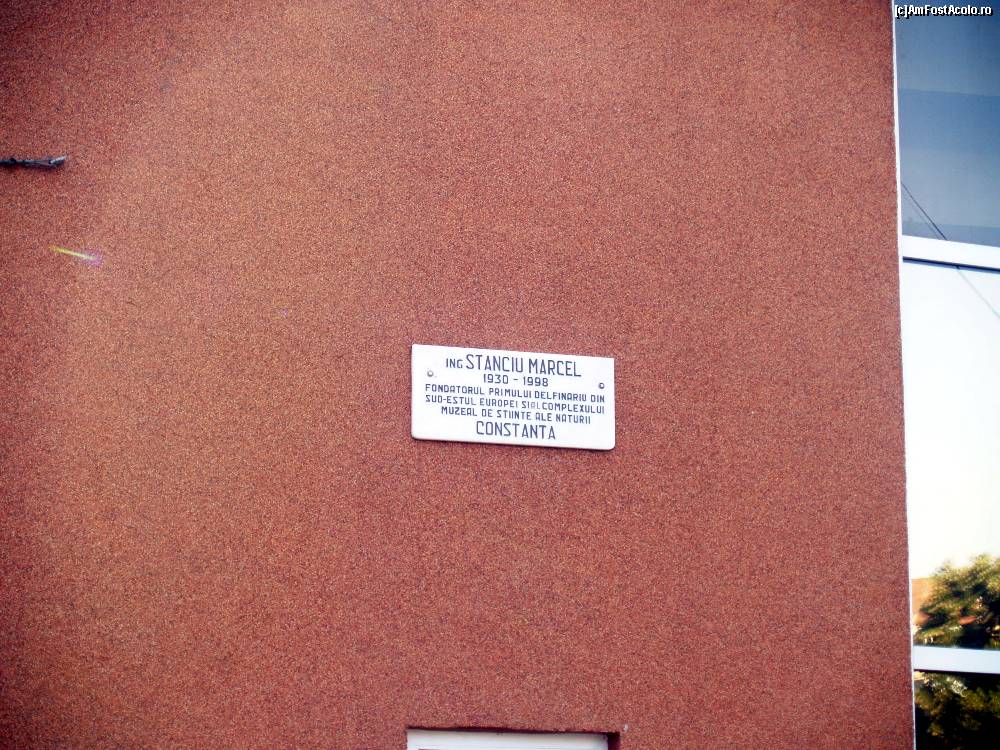 [c]AmFostAcolo.ro
ING STANCIU MARCEL
1930 - 1998
FONDATORUL PRIMULUI DELFINARIU DIN
SUD-ESTUL EUROPEI SI AL COMPLEXULUI
MUZEAL DE STIINTE ALE NATURII
CONSTANTA